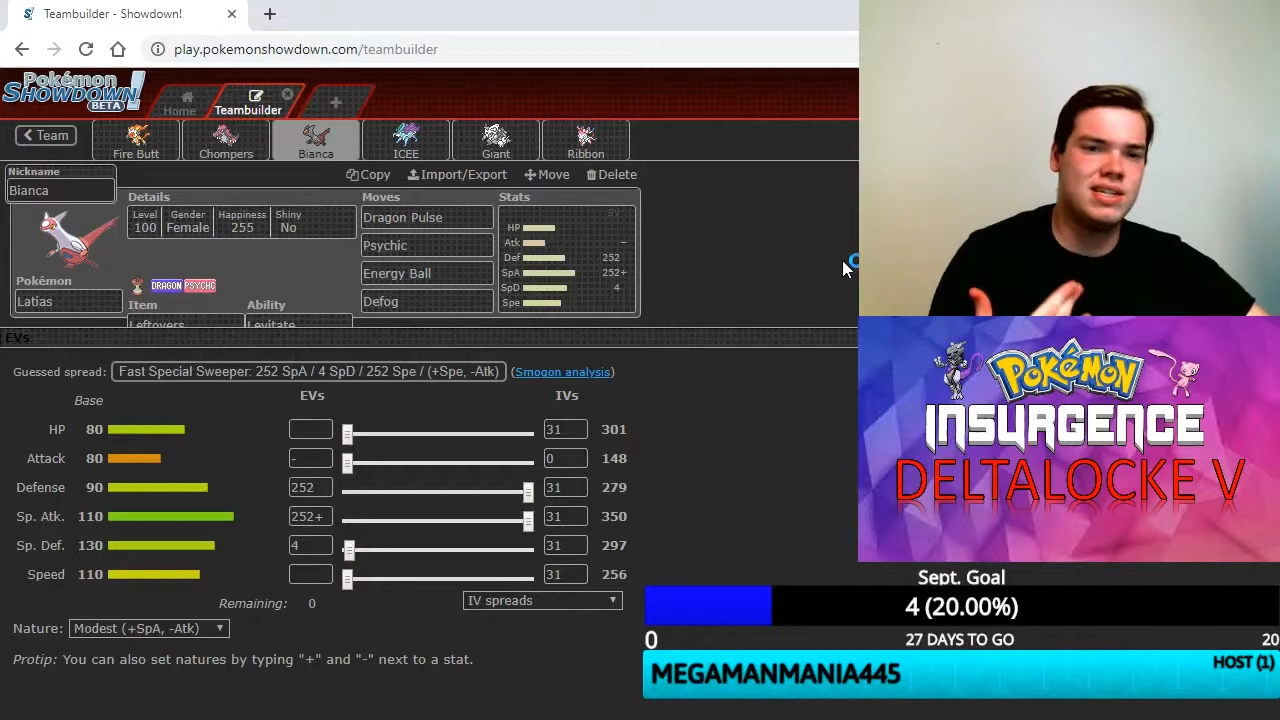 Teambuilder - Showdown!
play.pokemonshowdown.com/teambuilder
Pokémon
SHOWDOWN!
BETA
Home
Teambuilder
Team
Fire Butt
Chompers
Bianca
ICEE
Giant
Ribbon
Copy
Import/Export
Move
Delete
Nickname
Bianca
Pokémon
Latias
Details
Level
100
Gender
Female
Happiness
255
Shiny
No
DRAGON PSYCHC
Item
Leftovers
Ability
Levitate
Moves
Dragon Pulse
Psychic
Energy Ball
Defog
Stats
EV
HP
Atk –
Def 252
SpA 252+
SpD 4
Spe
EVs
Guessed spread: Fast Special Sweeper: 252 SpA / 4 SpD / 252 Spe / (+Spe, -Atk) (Smogon analysis)
Base EVs IVs
HP 80 31 301
Attack 80 - 0 148
Defense 90 252 31 279
Sp. Atk. 110 252+ 31 350
Sp. Def. 130 4 31 297
Speed 110 31 256
Remaining: 0
IV spreads
Nature: Modest (+SpA, -Atk)
Protip: You can also set natures by typing "+" and "-" next to a stat.
POKéMON
INSURGENCE
DELTALOCKE V
Sept. Goal
4 (20.00%)
0 27 DAYS TO GO 20
MEGAMANMANIA445
HOST (1)